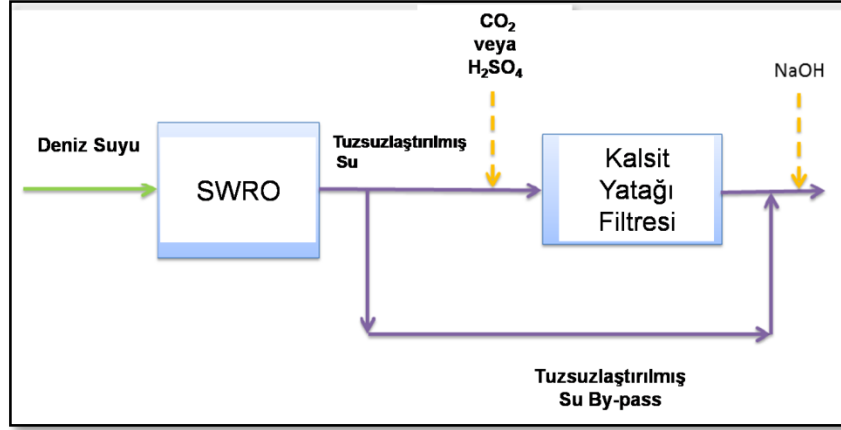 CO₂
veya
H₂SO₄
NaOH
Deniz Suyu
Tuzsuzlaştırılmış
Su
SWRO
Kalsit
Yatağı
Filtresi
Tuzsuzlaştırılmış
Su By-pass